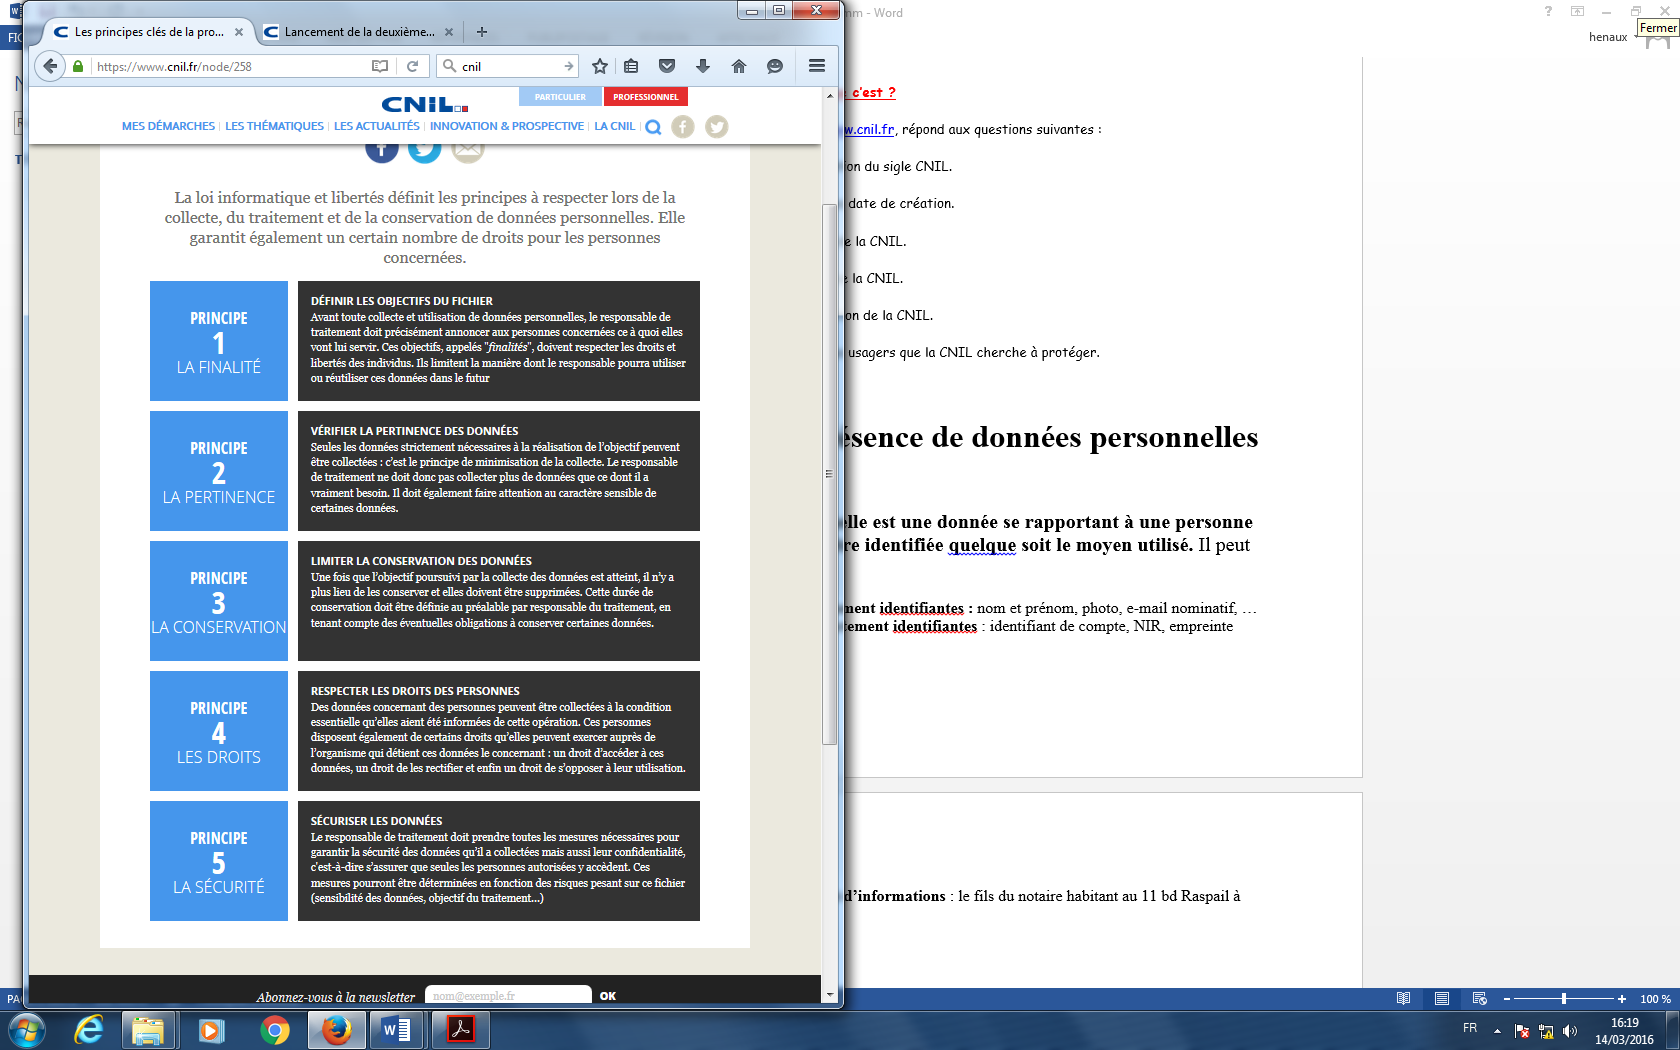 nm - Word
Fermer
henaux
FIC
Les principes clés de la pro...
Lancement de la deuxième...
https://www.cnil.fr/node/258
cnil
CNIL
PARTICULIER
PROFESSIONNEL
MES DÉMARCHES
LES THÉMATIQUES
LES ACTUALITÉS
INNOVATION & PROSPECTIVE
LA CNIL
La loi informatique et libertés définit les principes à respecter lors de la
collecte, du traitement et de la conservation de données personnelles. Elle
garantit également un certain nombre de droits pour les personnes
concernées.
PRINCIPE
1
LA FINALITÉ
DÉFINIR LES OBJECTIFS DU FICHIER
Avant toute collecte et utilisation de données personnelles, le responsable de
traitement doit précisément annoncer aux personnes concernées ce à quoi elles
vont lui servir. Ces objectifs, appelés "finalités", doivent respecter les droits et
libertés des individus. Ils limitent la manière dont le responsable pourra utiliser
ou réutiliser ces données dans le futur
PRINCIPE
2
LA PERTINENCE
VÉRIFIER LA PERTINENCE DES DONNÉES
Seules les données strictement nécessaires à la réalisation de l'objectif peuvent
être collectées : c'est le principe de minimisation de la collecte. Le responsable
de traitement ne doit donc pas collecter plus de données que ce dont il a
vraiment besoin. Il doit également faire attention au caractère sensible de
certaines données.
PRINCIPE
3
LA CONSERVATION
LIMITER LA CONSERVATION DES DONNÉES
Une fois que l'objectif poursuivi par la collecte des données est atteint, il n'y a
plus lieu de les conserver et elles doivent être supprimées. Cette durée de
conservation doit être définie au préalable par responsable du traitement, en
tenant compte des éventuelles obligations à conserver certaines données.
PRINCIPE
4
LES DROITS
RESPECTER LES DROITS DES PERSONNES
Des données concernant des personnes peuvent être collectées à la condition
essentielle qu'elles aient été informées de cette opération. Ces personnes
disposent également de certains droits qu'elles peuvent exercer auprès de
l'organisme qui détient ces données le concernant : un droit d'accéder à ces
données, un droit de les rectifier et enfin un droit de s'opposer à leur utilisation.
PRINCIPE
5
LA SÉCURITÉ
SÉCURISER LES DONNÉES
Le responsable de traitement doit prendre toutes les mesures nécessaires pour
garantir la sécurité des données qu'il a collectées mais aussi leur confidentialité,
c'est-à-dire s'assurer que seules les personnes autorisées y accèdent. Ces
mesures pourront être déterminées en fonction des risques pesant sur ce fichier
(sensibilité des données, objectif du traitement...)
Abonnez-vous à la newsletter
nom@exemple.fr
OK
c'est ?
w.cnil.fr, répond aux questions suivantes :
on du sigle CNIL.
date de création.
e la CNIL.
e la CNIL.
on de la CNIL.
usagers que la CNIL cherche à protéger.
ésence de données personnelles
elle est une donnée se rapportant à une personne
re identifiée quelque soit le moyen utilisé. Il peut
ment identifiantes : nom et prénom, photo, e-mail nominatif, …
tement identifiantes : identifiant de compte, NIR, empreinte
d'informations : le fils du notaire habitant au 11 bd Raspail à
PAG
100 %
FR
16:19
14/03/2016